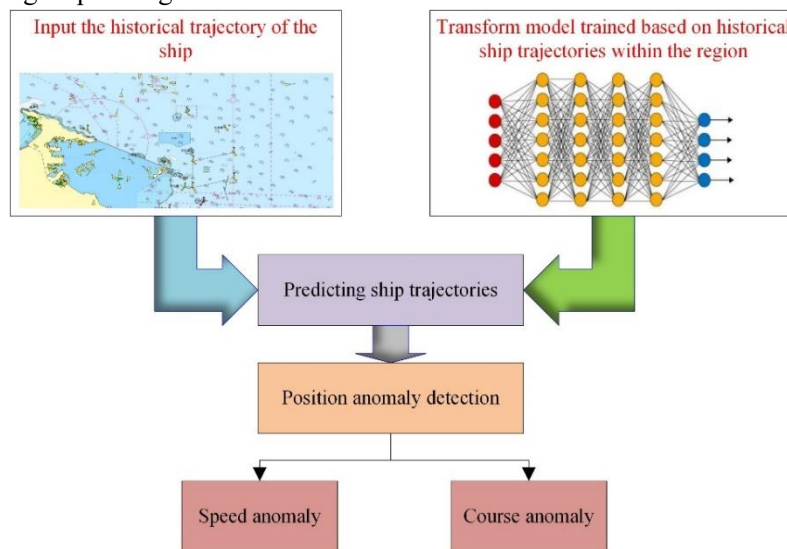 Input the historical trajectory of the
ship
Transform model trained based on historical
ship trajectories within the region
Predicting ship trajectories
Position anomaly detection
Speed anomaly
Course anomaly